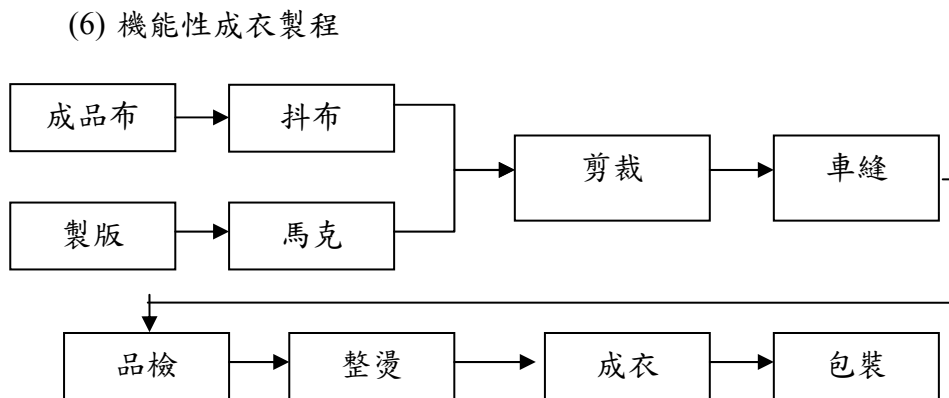 (6) 機能性成衣製程
成品布 抖布 剪裁 車縫
製版 馬克
品檢 整燙 成衣 包裝